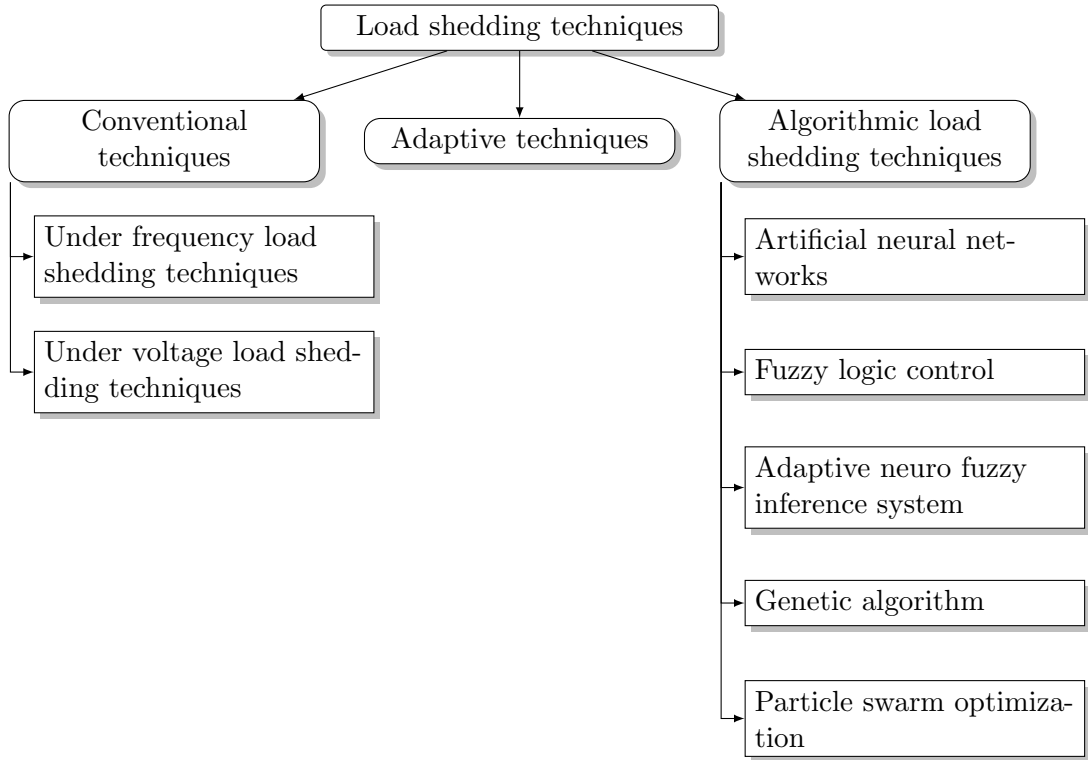 Load shedding techniques
Conventional
techniques
Adaptive techniques
Algorithmic load
shedding techniques
Under frequency load
shedding techniques
Under voltage load shed-
ding techniques
Artificial neural net-
works
Fuzzy logic control
Adaptive neuro fuzzy
inference system
Genetic algorithm
Particle swarm optimiza-
tion